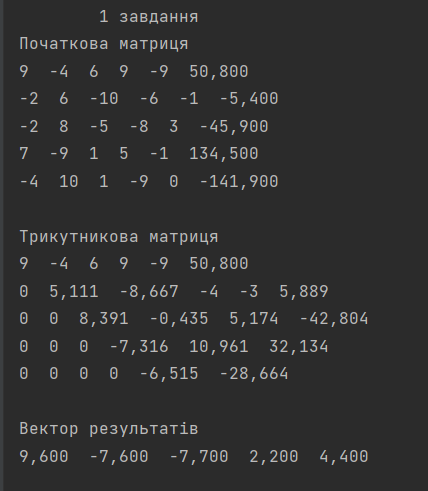 1 завдання
Початкова матриця
9 -4 6 9 -9 50,800
-2 6 -10 -6 -1 -5,400
-2 8 -5 -8 3 -45,900
7 -9 1 5 -1 134,500
-4 10 1 -9 0 -141,900
Трикутникова матриця
9 -4 6 9 -9 50,800
0 5,111 -8,667 -4 -3 5,889
0 0 8,391 -0,435 5,174 -42,804
0 0 0 -7,316 10,961 32,134
0 0 0 0 -6,515 -28,664
Вектор результатів
9,600 -7,600 -7,700 2,200 4,400